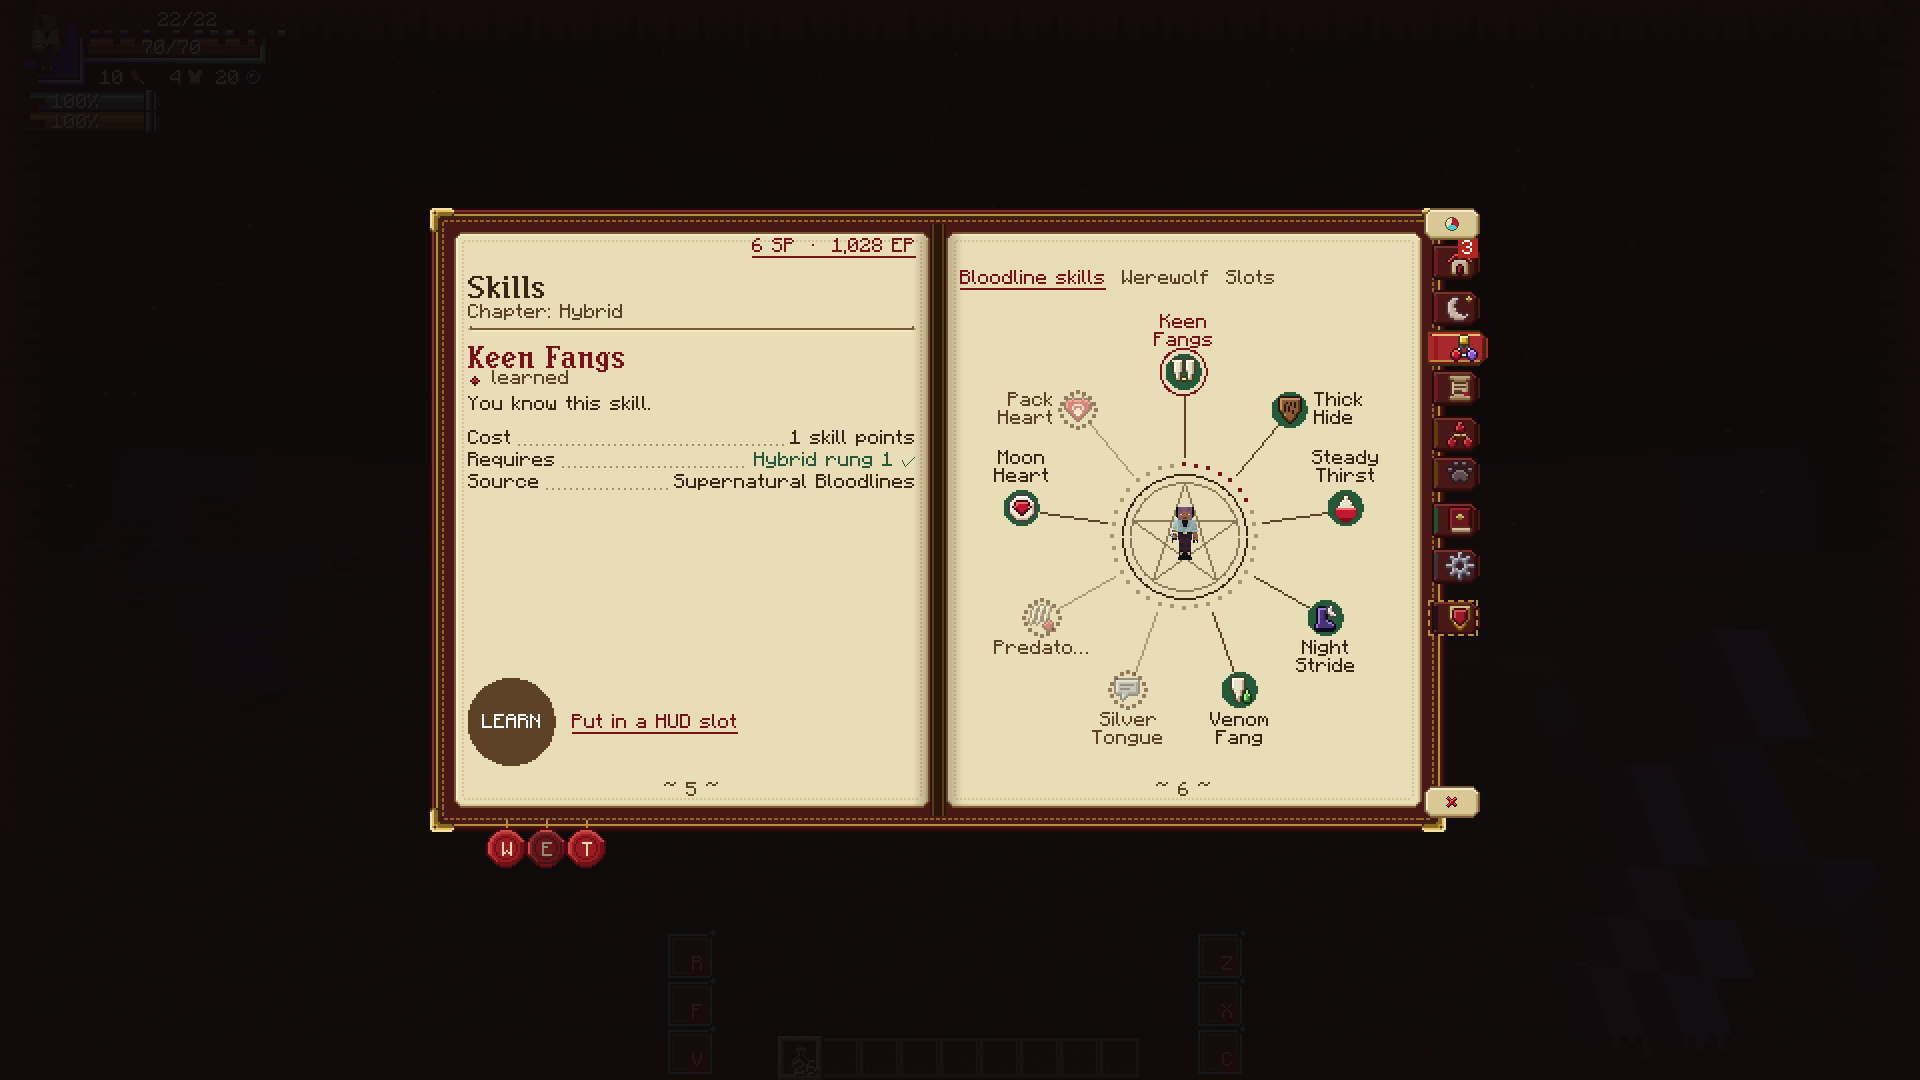 22/22
70/70
10 4 20
100%
100%
6 SP · 1,028 EP
Skills
Chapter: Hybrid
Keen Fangs
learned
You know this skill.
Cost 1 skill points
Requires Hybrid rung 1 ✓
Source Supernatural Bloodlines
LEARN
Put in a HUD slot
~ 5 ~
Bloodline skills Werewolf Slots
Keen
Fangs
Pack
Heart
Thick
Hide
Moon
Heart
Steady
Thirst
Predato...
Night
Stride
Silver
Tongue
Venom
Fang
~ 6 ~
3
W E T
R
F
V
Z
X
C
26